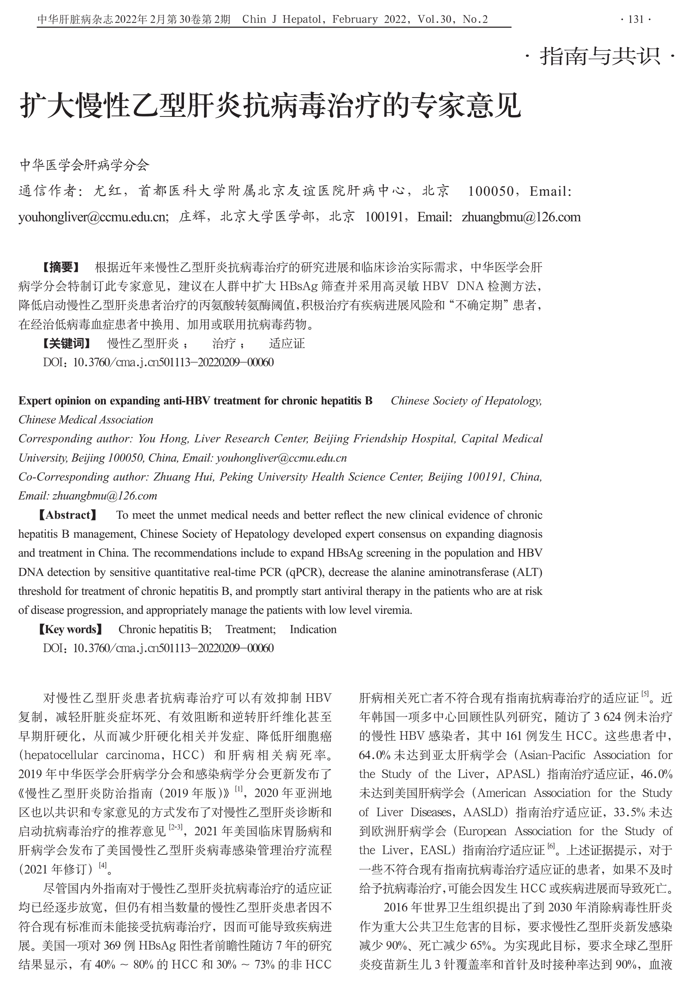 中华肝脏病杂志2022年2月第30卷第2期 Chin J Hepatol, February 2022, Vol.30, No.2 · 131 ·
· 指南与共识 ·
扩大慢性乙型肝炎抗病毒治疗的专家意见
中华医学会肝病学分会
通信作者：尤红，首都医科大学附属北京友谊医院肝病中心，北京 100050，Email:
youhongliver@ccmu.edu.cn；庄辉，北京大学医学部，北京 100191，Email: zhuangbmu@126.com
【摘要】 根据近年来慢性乙型肝炎抗病毒治疗的研究进展和临床诊治实际需求，中华医学会肝
病学分会特制订此专家意见，建议在人群中扩大 HBsAg 筛查并采用高灵敏 HBV DNA 检测方法，
降低启动慢性乙型肝炎患者治疗的丙氨酸转氨酶阈值，积极治疗有疾病进展风险和“不确定期”患者，
在经治低病毒血症患者中换用、加用或联用抗病毒药物。
【关键词】 慢性乙型肝炎； 治疗； 适应证
DOI：10.3760/cma.j.cn501113-20220209-00060
Expert opinion on expanding anti-HBV treatment for chronic hepatitis B Chinese Society of Hepatology,
Chinese Medical Association
Corresponding author: You Hong, Liver Research Center, Beijing Friendship Hospital, Capital Medical
University, Beijing 100050, China, Email: youhongliver@ccmu.edu.cn
Co-Corresponding author: Zhuang Hui, Peking University Health Science Center, Beijing 100191, China,
Email: zhuangbmu@126.com
【Abstract】 To meet the unmet medical needs and better reflect the new clinical evidence of chronic
hepatitis B management, Chinese Society of Hepatology developed expert consensus on expanding diagnosis
and treatment in China. The recommendations include to expand HBsAg screening in the population and HBV
DNA detection by sensitive quantitative real-time PCR (qPCR), decrease the alanine aminotransferase (ALT)
threshold for treatment of chronic hepatitis B, and promptly start antiviral therapy in the patients who are at risk
of disease progression, and appropriately manage the patients with low level viremia.
【Key words】 Chronic hepatitis B; Treatment; Indication
DOI：10.3760/cma.j.cn501113-20220209-00060
对慢性乙型肝炎患者抗病毒治疗可以有效抑制 HBV
复制，减轻肝脏炎症坏死、有效阻断和逆转肝纤维化甚至
早期肝硬化，从而减少肝硬化相关并发症、降低肝细胞癌
（hepatocellular carcinoma，HCC）和肝病相关病死率。
2019 年中华医学会肝病学分会和感染病学分会更新发布了
《慢性乙型肝炎防治指南（2019 年版）》[1]，2020 年亚洲地
区也以共识和专家意见的方式发布了对慢性乙型肝炎诊断和
启动抗病毒治疗的推荐意见 [2-3]，2021 年美国临床胃肠病和
肝病学会发布了美国慢性乙型肝炎病毒感染管理治疗流程
（2021 年修订）[4]。
尽管国内外指南对于慢性乙型肝炎抗病毒治疗的适应证
均已经逐步放宽，但仍有相当数量的慢性乙型肝炎患者因不
符合现有标准而未能接受抗病毒治疗，因而可能导致疾病进
展。美国一项对 369 例 HBsAg 阳性者前瞻性随访 7 年的研究
结果显示，有 40% ~ 80% 的 HCC 和 30% ~ 73% 的非 HCC
肝病相关死亡者不符合现有指南抗病毒治疗的适应证 [5]。近
年韩国一项多中心回顾性队列研究，随访了 3 624 例未治疗
的慢性 HBV 感染者，其中 161 例发生 HCC。这些患者中，
64.0% 未达到亚太肝病学会（Asian-Pacific Association for
the Study of the Liver，APASL）指南治疗适应证，46.0%
未达到美国肝病学会（American Association for the Study
of Liver Diseases，AASLD）指南治疗适应证，33.5% 未达
到欧洲肝病学会（European Association for the Study of
the Liver，EASL）指南治疗适应证 [6]。上述证据提示，对于
一些不符合现有指南抗病毒治疗适应证的患者，如果不及时
给予抗病毒治疗，可能会因发生 HCC 或疾病进展而导致死亡。
2016 年世界卫生组织提出了到 2030 年消除病毒性肝炎
作为重大公共卫生危害的目标，要求慢性乙型肝炎新发感染
减少 90%、死亡减少 65%。为实现此目标，要求全球乙型肝
炎疫苗新生儿 3 针覆盖率和首针及时接种率达到 90%，血液